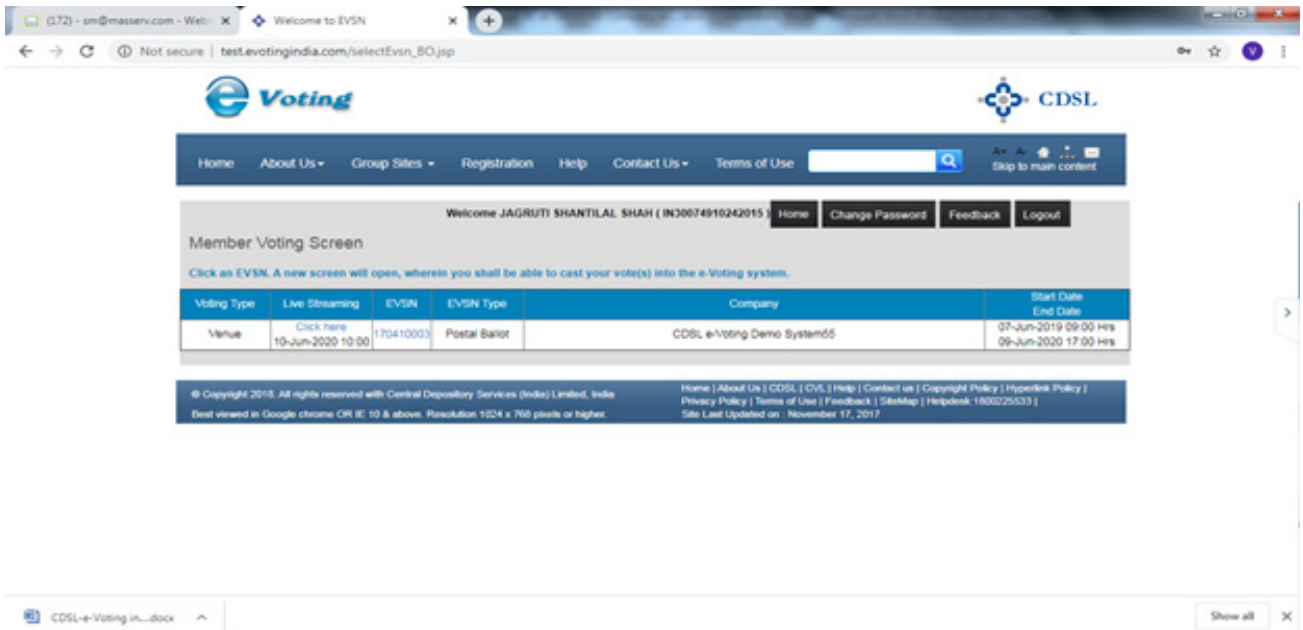 (172) - sm@masserv.com - Web
Welcome to EVSN
Not secure | test.evotingindia.com/selectEvsn_BO.jsp
V
e Voting
CDSL
Home About Us Group Sites Registration Help Contact Us Terms of Use
A+ A-
Skip to main content
Welcome JAGRUTI SHANTILAL SHAH ( IN30074910242015 ) Home Change Password Feedback Logout
Member Voting Screen
Click an EVSN. A new screen will open, wherein you shall be able to cast your vote(s) into the e-Voting system.
Voting Type Live Streaming EVSN EVSN Type Company Start Date
End Date
Venue Click here 170410003 Postal Ballot CDSL e-Voting Demo System55 07-Jun-2019 09:00 Hrs
10-Jun-2020 10:00 09-Jun-2020 17:00 Hrs
© Copyright 2018. All rights reserved with Central Depository Services (India) Limited, India
Best viewed in Google chrome OR IE 10 & above. Resolution 1024 x 768 pixels or higher.
Home | About Us | CDSL | CVL | Help | Contact us | Copyright Policy | Hyperlink Policy |
Privacy Policy | Terms of Use | Feedback | SiteMap | Helpdesk:1800225533 |
Site Last Updated on : November 17, 2017
CDSL-e-Voting in....docx
Show all